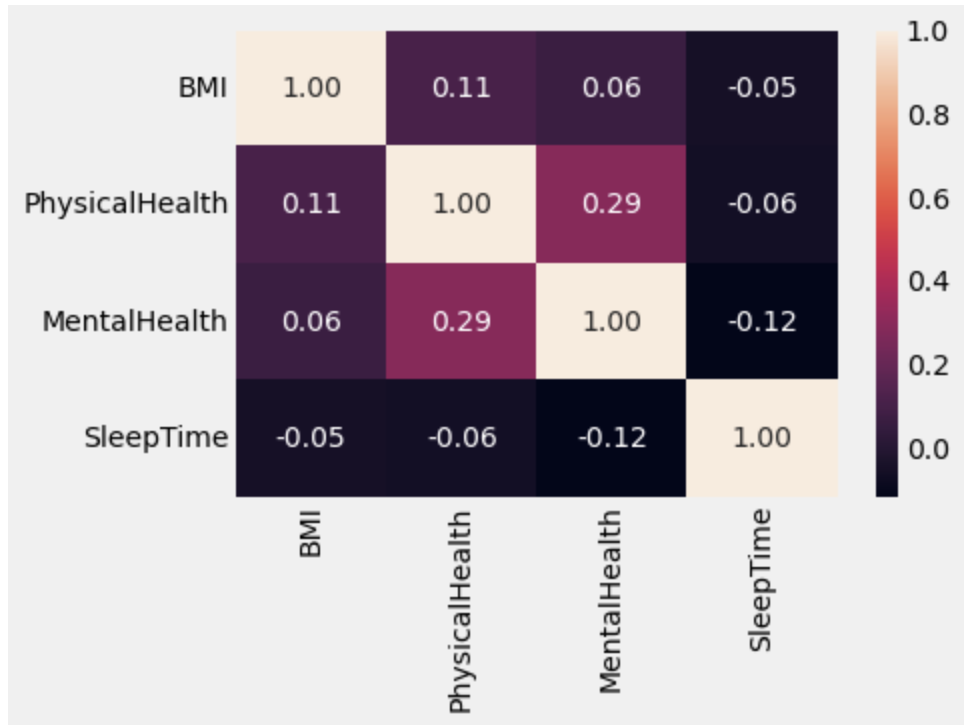 BMI 1.00 0.11 0.06 -0.05
PhysicalHealth 0.11 1.00 0.29 -0.06
MentalHealth 0.06 0.29 1.00 -0.12
SleepTime -0.05 -0.06 -0.12 1.00
BMI
PhysicalHealth
MentalHealth
SleepTime
1.0
0.8
0.6
0.4
0.2
0.0